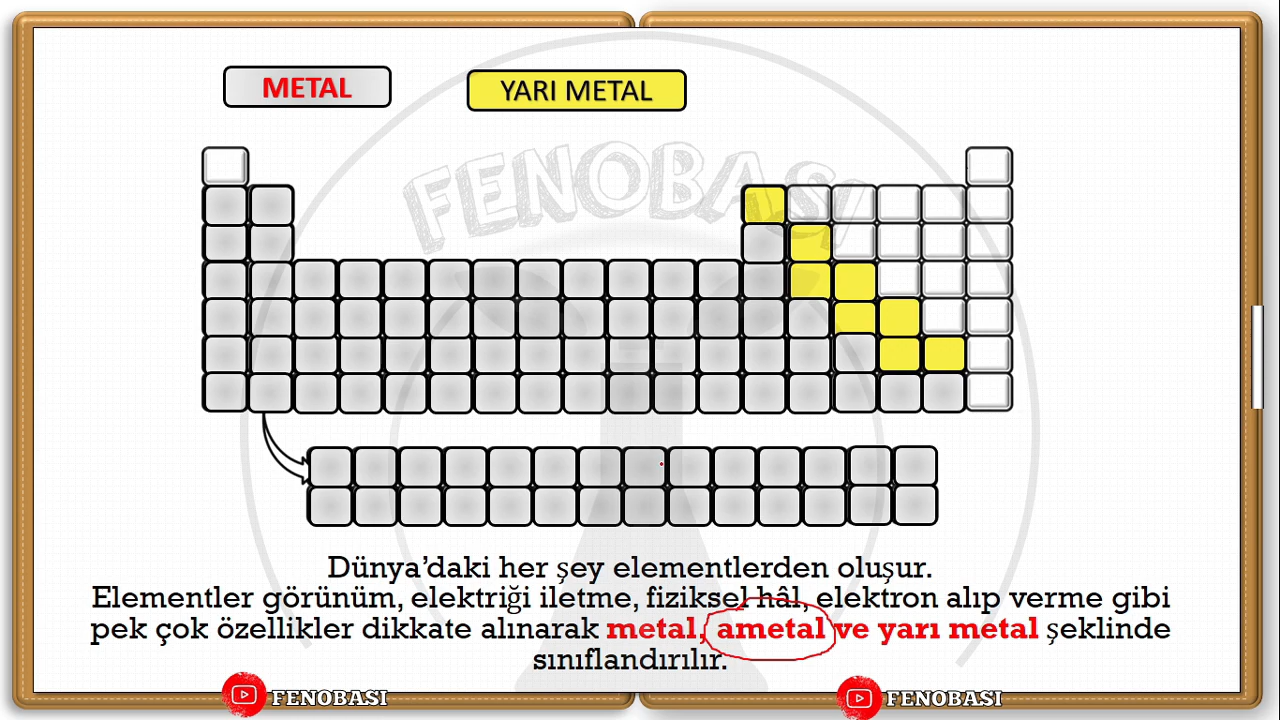 METAL
YARI METAL
FENOBASI
Dünya’daki her şey elementlerden oluşur.
Elementler görünüm, elektriği iletme, fiziksel hâl, elektron alıp verme gibi
pek çok özellikler dikkate alınarak metal, ametal ve yarı metal şeklinde
sınıflandırılır.
FENOBASI
FENOBASI